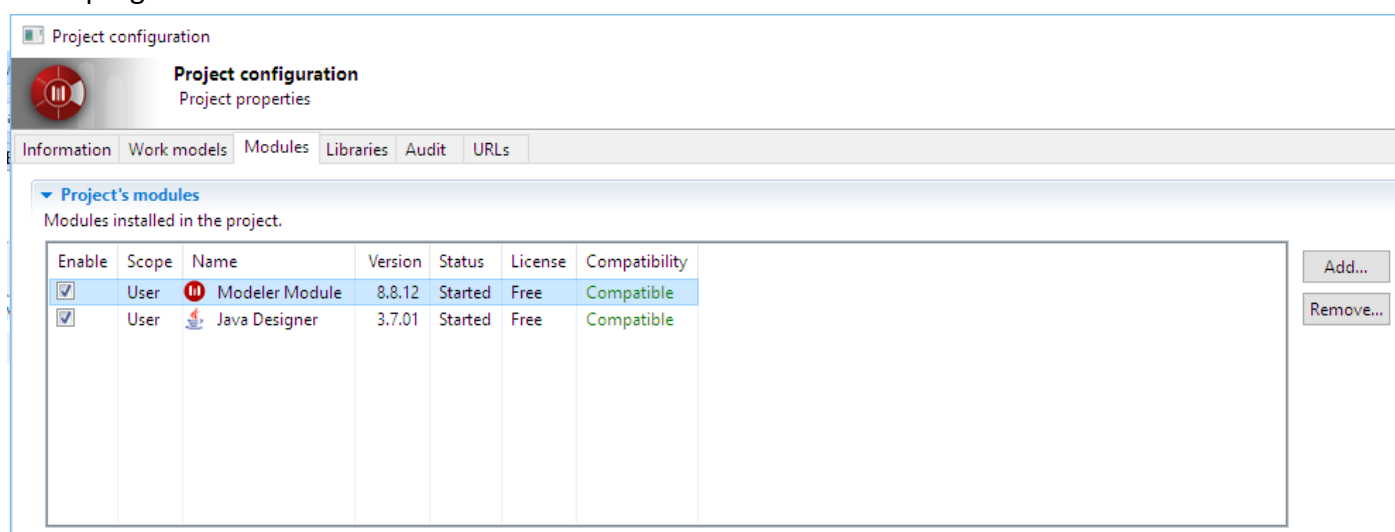 Project configuration
Project configuration
Project properties
Information Work models Modules Libraries Audit URLs
Project's modules
Modules installed in the project.
Enable Scope Name Version Status License Compatibility
User Modeler Module 8.8.12 Started Free Compatible
User Java Designer 3.7.01 Started Free Compatible
Add...
Remove...